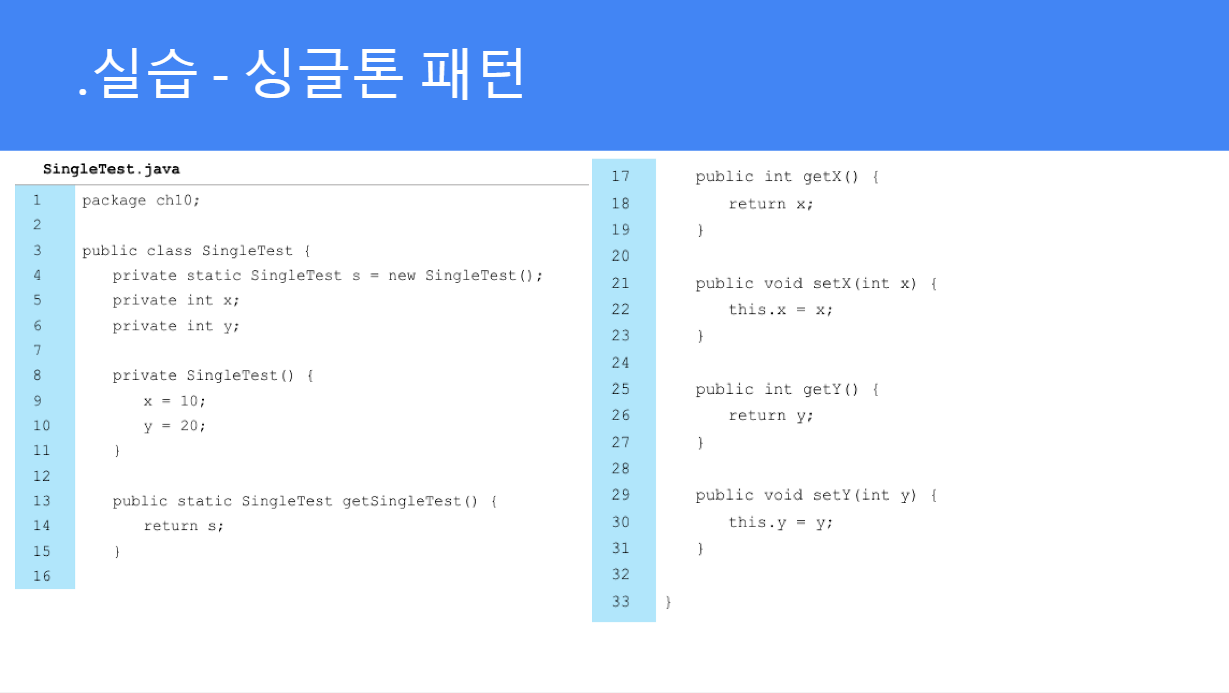 .실습 - 싱글톤 패턴
SingleTest.java
1 package ch10;
2
3 public class SingleTest {
4 private static SingleTest s = new SingleTest();
5 private int x;
6 private int y;
7
8 private SingleTest() {
9 x = 10;
10 y = 20;
11 }
12
13 public static SingleTest getSingleTest() {
14 return s;
15 }
16
17 public int getX() {
18 return x;
19 }
20
21 public void setX(int x) {
22 this.x = x;
23 }
24
25 public int getY() {
26 return y;
27 }
28
29 public void setY(int y) {
30 this.y = y;
31 }
32
33 }